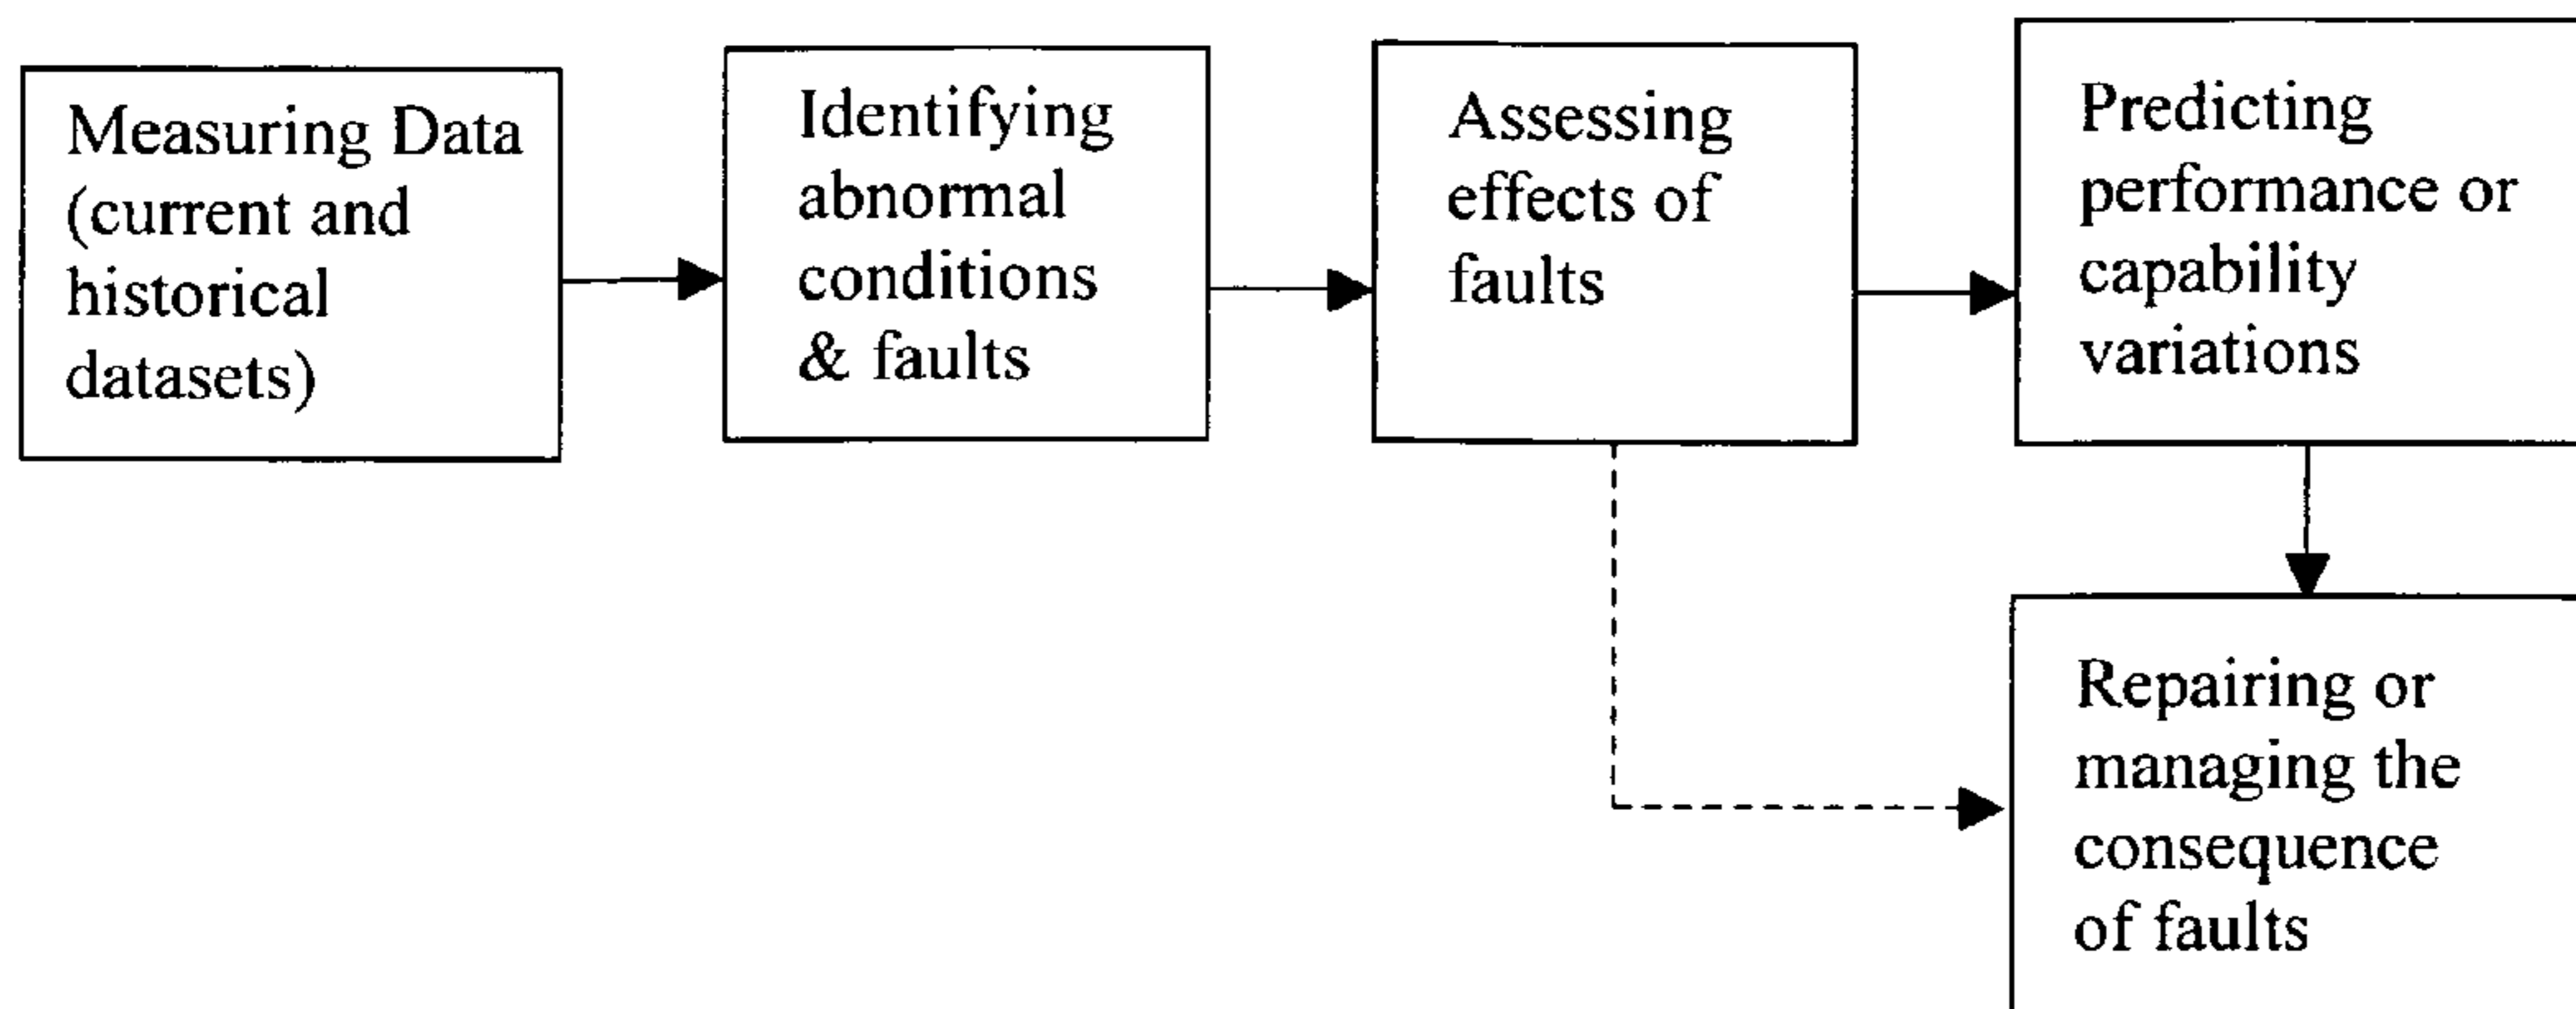 Measuring Data
(current and
historical
datasets)
Identifying
abnormal
conditions
& faults
Assessing
effects of
faults
Predicting
performance or
capability
variations
Repairing or
managing the
consequence
of faults